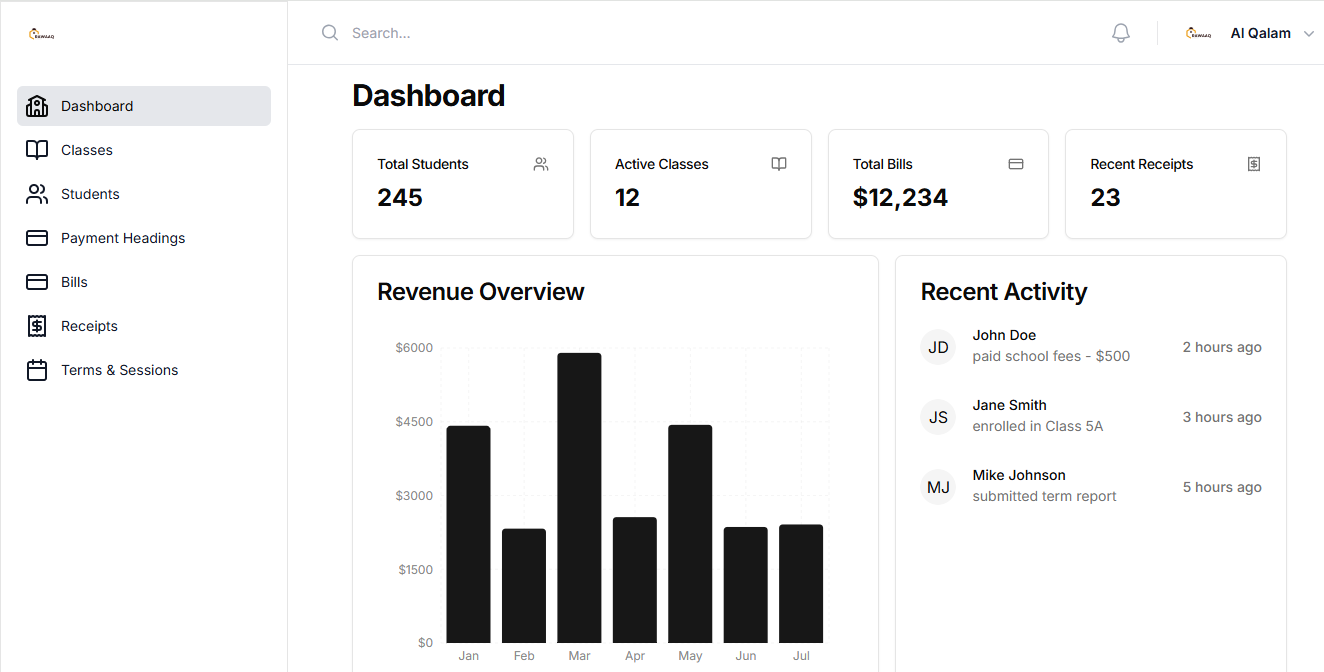 RAWAAQ
Search...
RAWAAQ
Al Qalam
Dashboard
Classes
Students
Payment Headings
Bills
Receipts
Terms & Sessions
Dashboard
Total Students
245
Active Classes
12
Total Bills
$12,234
Recent Receipts
23
Revenue Overview
$6000
$4500
$3000
$1500
$0
Jan Feb Mar Apr May Jun Jul
Recent Activity
JD
John Doe
paid school fees - $500
2 hours ago
JS
Jane Smith
enrolled in Class 5A
3 hours ago
MJ
Mike Johnson
submitted term report
5 hours ago